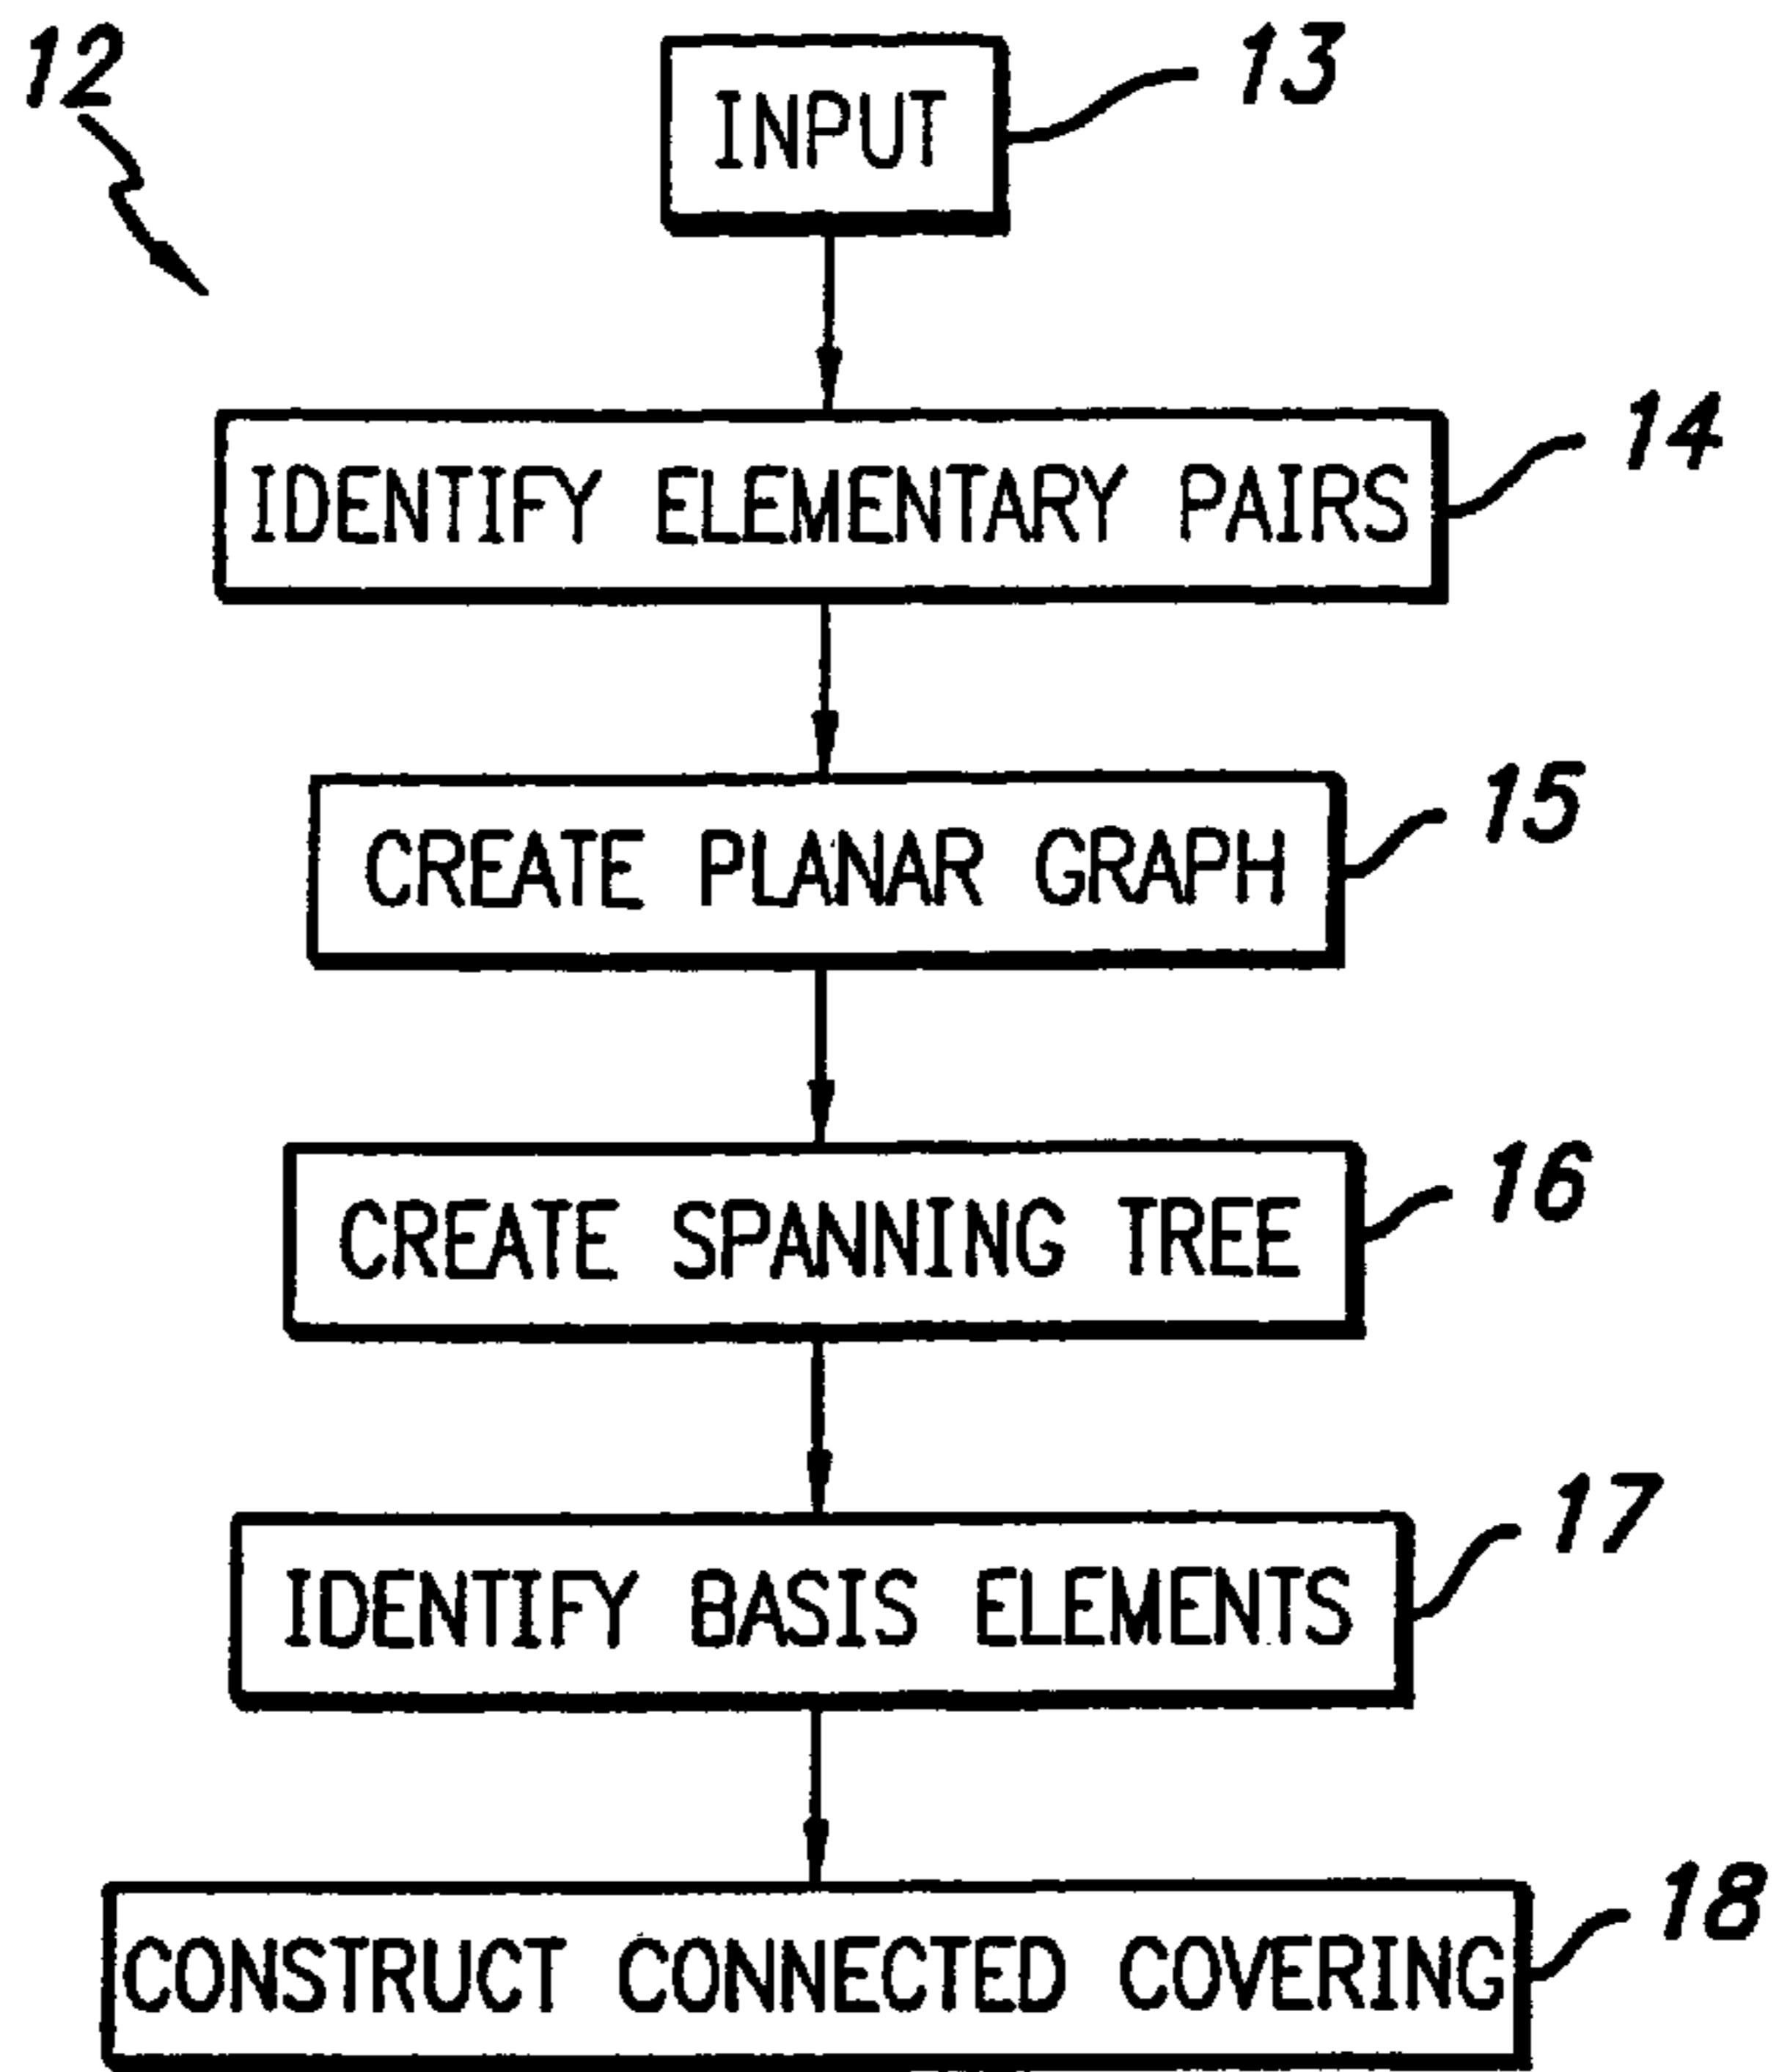 12
INPUT
13
IDENTIFY ELEMENTARY PAIRS
14
CREATE PLANAR GRAPH
15
CREATE SPANNING TREE
16
IDENTIFY BASIS ELEMENTS
17
CONSTRUCT CONNECTED COVERING
18